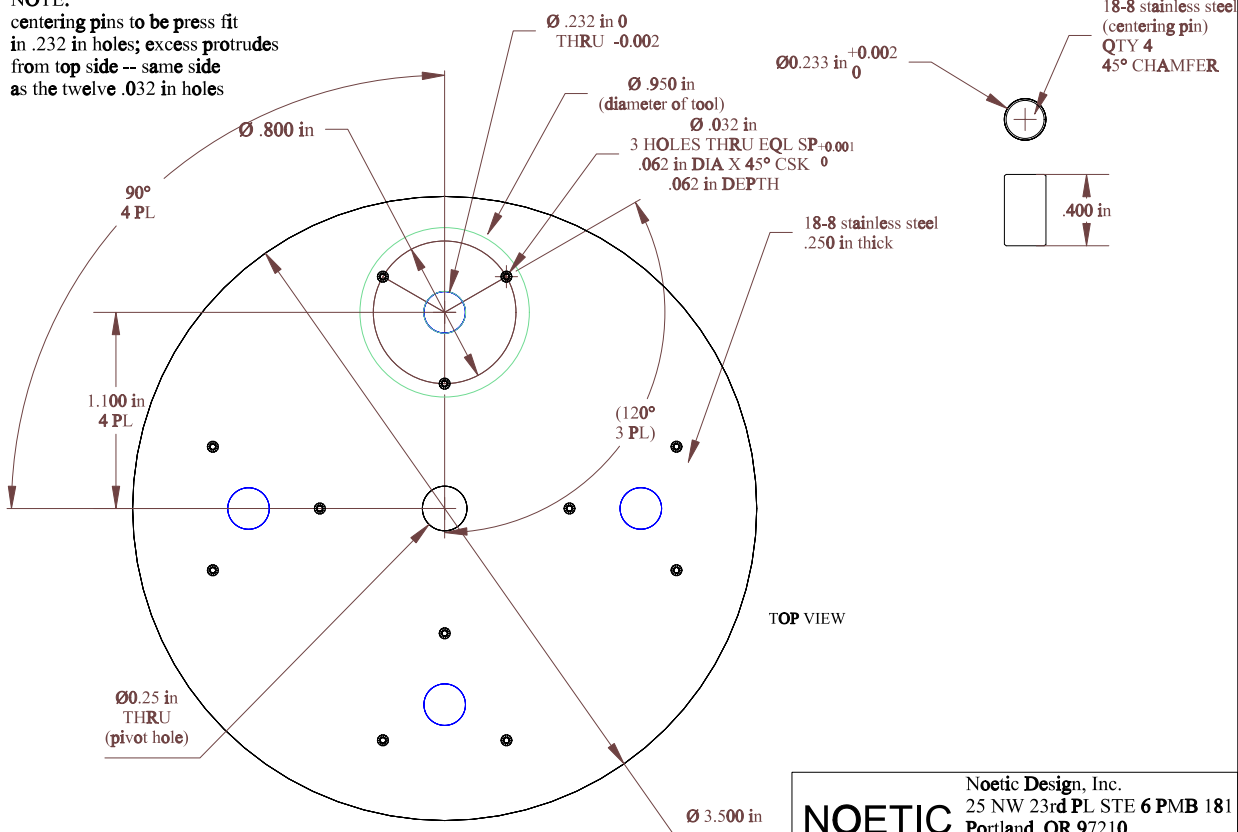 NOTE:
centering pins to be press fit
in .232 in holes; excess protrudes
from top side -- same side
as the twelve .032 in holes
Ø .232 in 0
THRU -0.002
Ø .950 in
(diameter of tool)
Ø .800 in
Ø .032 in
3 HOLES THRU EQL SP+0.001
.062 in DIA X 45° CSK 0
.062 in DEPTH
90°
4 PL
18-8 stainless steel
(centering pin)
QTY 4
45° CHAMFER
Ø0.233 in+0.002
0
.400 in
18-8 stainless steel
.250 in thick
1.100 in
4 PL
(120°
3 PL)
TOP VIEW
Ø0.25 in
THRU
(pivot hole)
Ø 3.500 in
NOETIC
Noetic Design, Inc.
25 NW 23rd PL STE 6 PMB 181
Portland, OR 97210